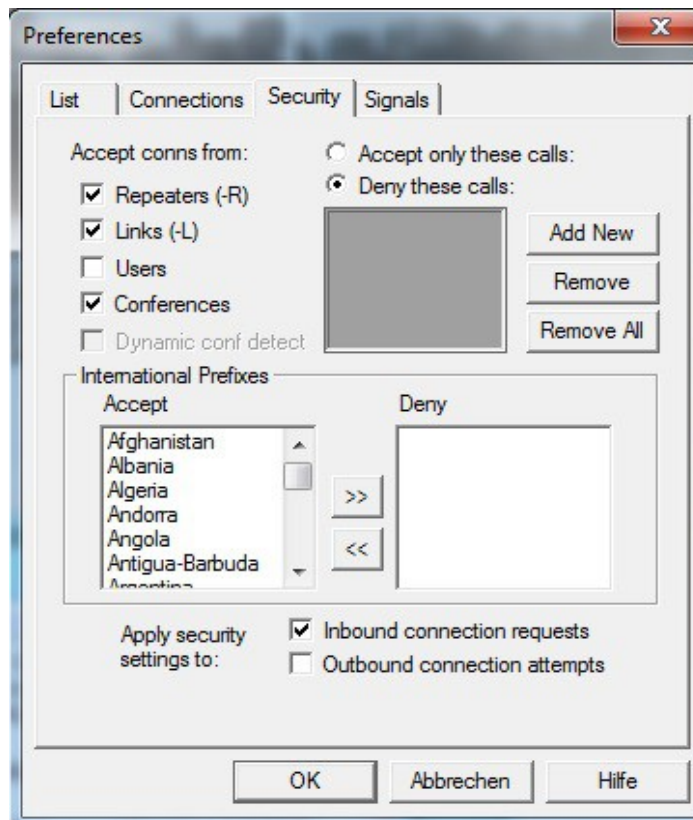 Preferences
List Connections Security Signals
Accept conns from:
Repeaters (-R)
Links (-L)
Users
Conferences
Dynamic conf detect
Accept only these calls:
Deny these calls:
Add New
Remove
Remove All
International Prefixes
Accept
Afghanistan
Albania
Algeria
Andorra
Angola
Antigua-Barbuda
Argentina
>>
<<
Deny
Apply security
settings to:
Inbound connection requests
Outbound connection attempts
OK Abbrechen Hilfe